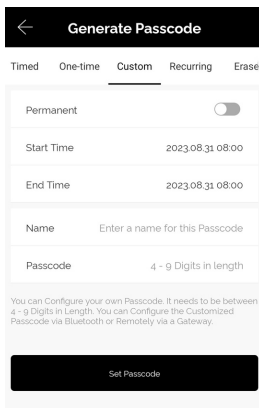 Generate Passcode
Timed One-time Custom Recurring Erase
Permanent
Start Time 2023.08.31 08:00
End Time 2023.08.31 08:00
Name Enter a name for this Passcode
Passcode 4 - 9 Digits in length
You can Configure your own Passcode. It needs to be between
4 - 9 Digits in Length. You can Configure the Customized
Passcode via Bluetooth or Remotely via a Gateway.
Set Passcode